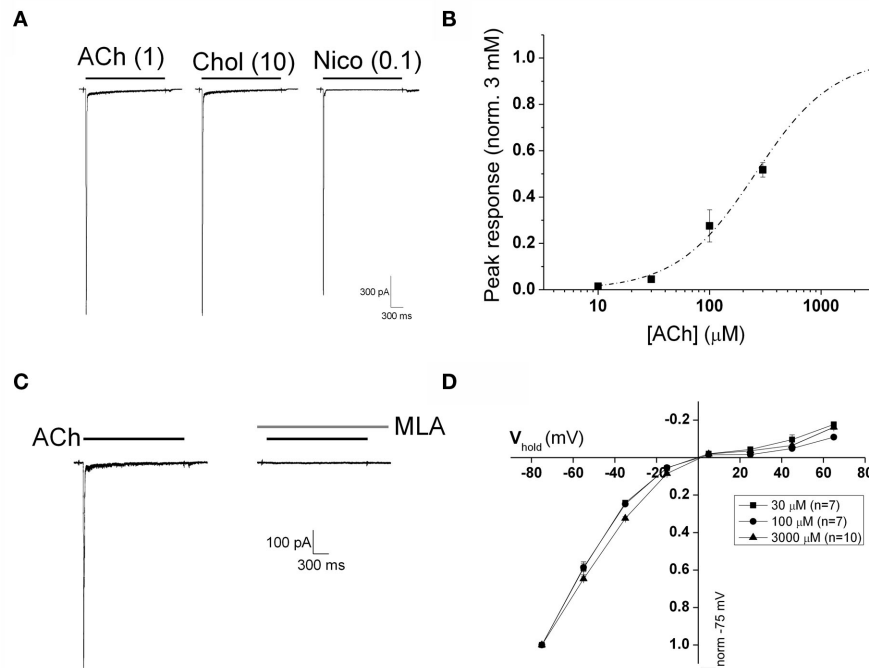 A
ACh (1)
Chol (10)
Nico (0.1)
300 pA
300 ms
B
Peak response (norm. 3 mM)
1.0
0.8
0.6
0.4
0.2
0.0
10
100
1000
[ACh] (μM)
C
ACh
MLA
100 pA
300 ms
D
V hold (mV)
-0.2
-80 -60 -40 -20 20 40 60 80
0.2
0.4
0.6
0.8
1.0
30 μM (n=7)
100 μM (n=7)
3000 μM (n=10)
norm -75 mV